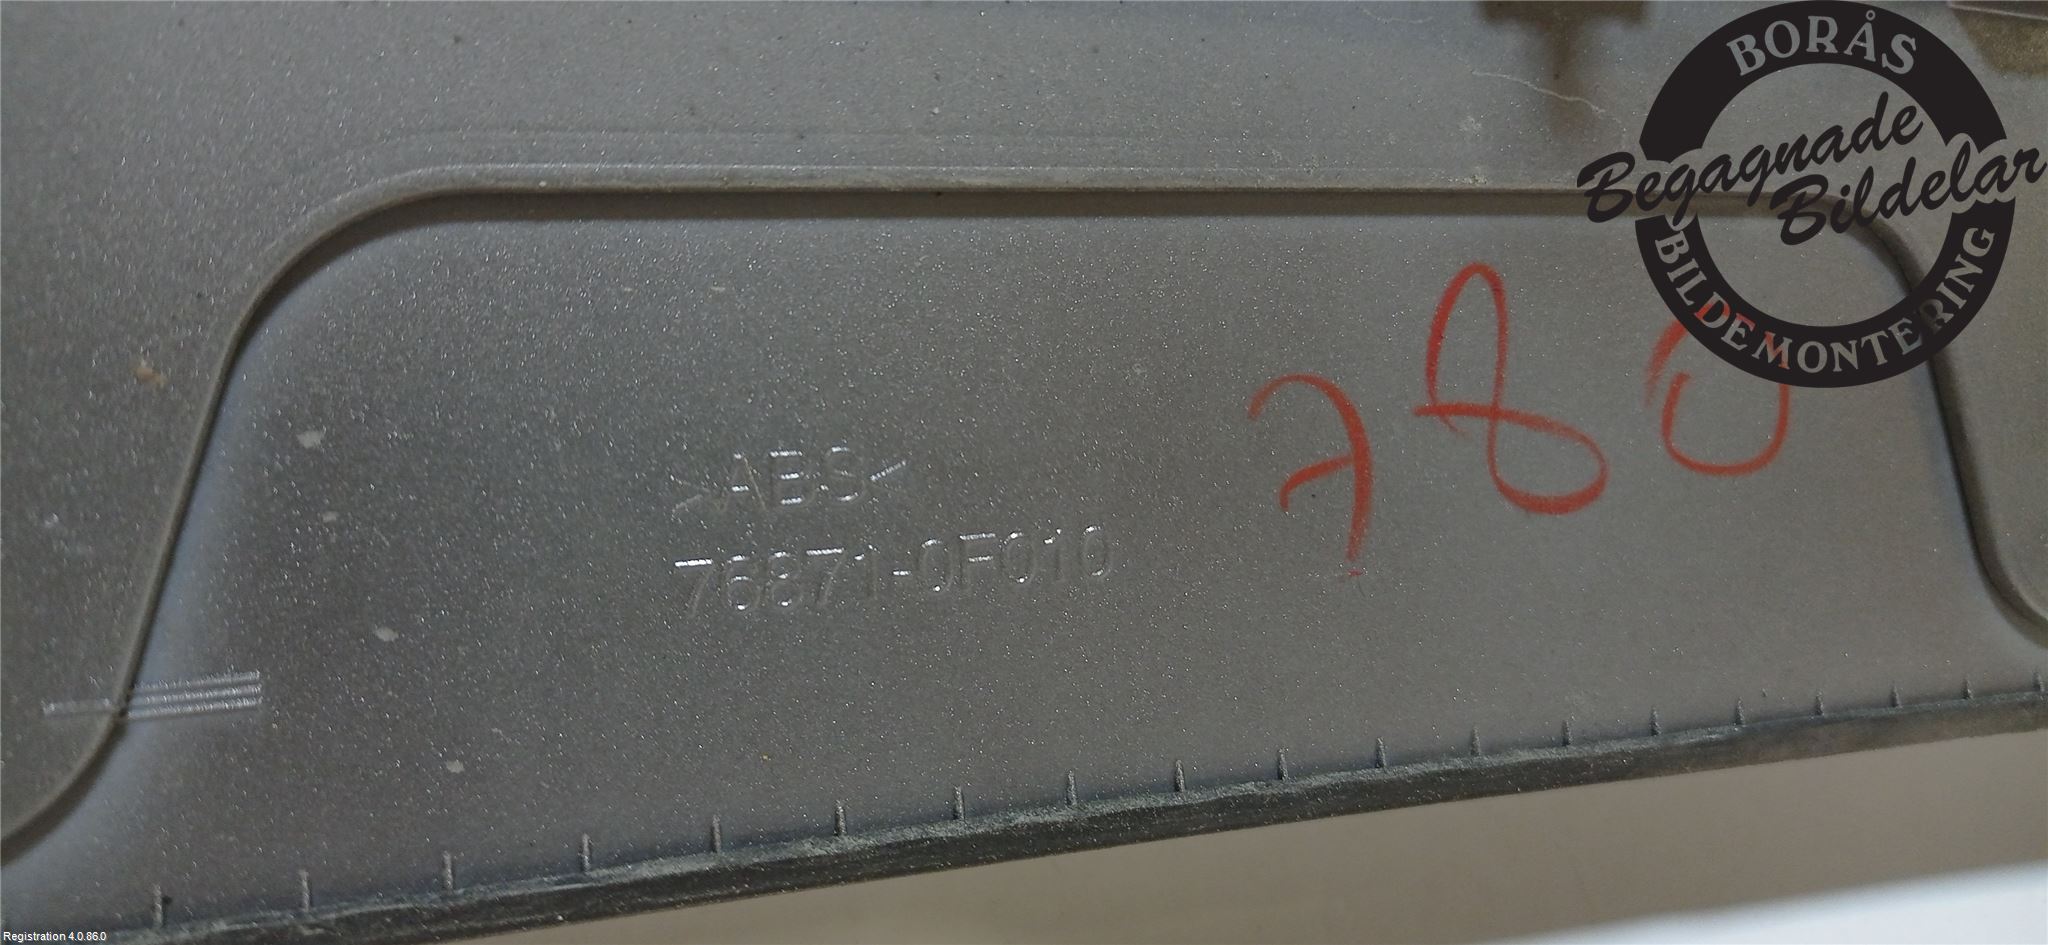 BORÅS
Begagnade
Bildelar
BILDEMONTERING
780
>ABS<
76871-0F010
Registration 4.0.86.0